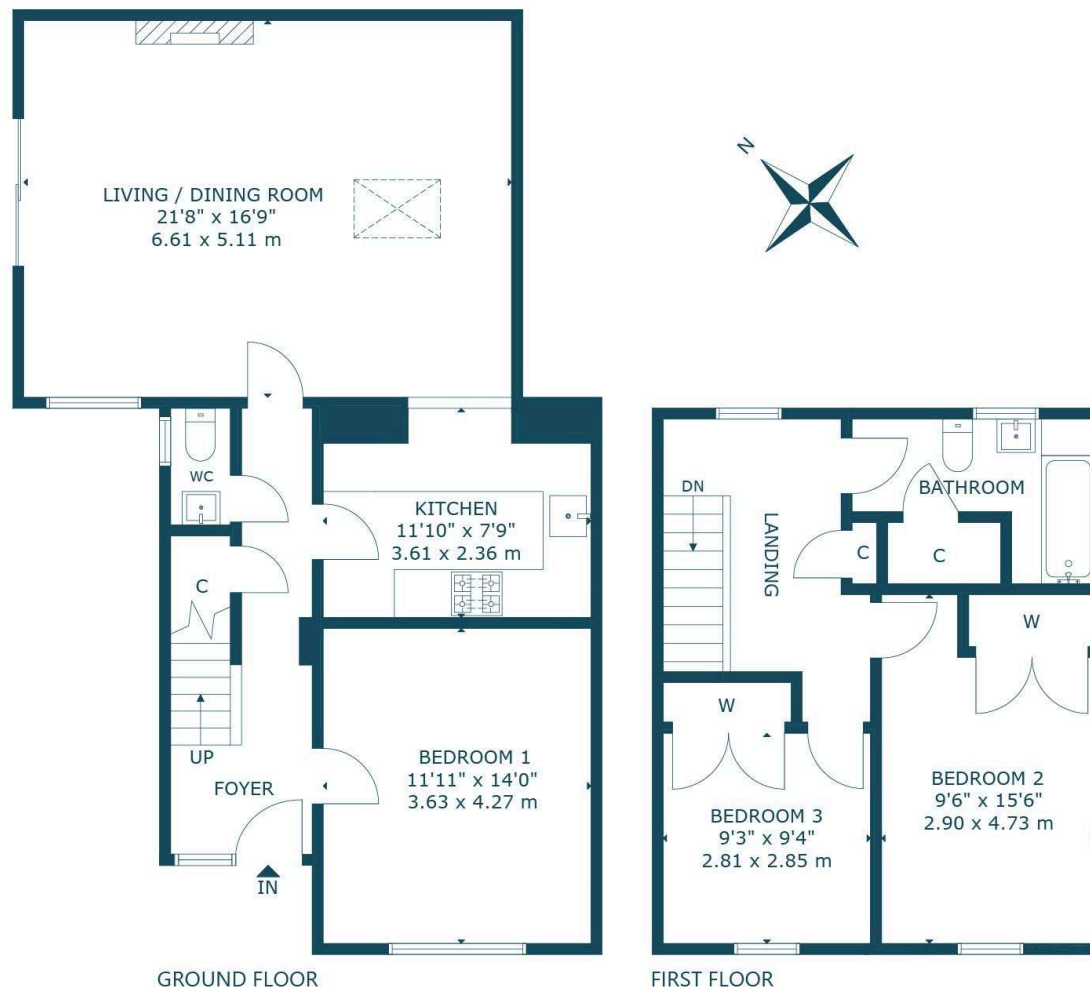 LIVING / DINING ROOM
21'8" x 16'9"
6.61 x 5.11 m
N
WC
KITCHEN
11'10" x 7'9"
3.61 x 2.36 m
C
UP
FOYER
IN
BEDROOM 1
11'11" x 14'0"
3.63 x 4.27 m
GROUND FLOOR
DN
LANDING
BATHROOM
C
C
W
W
BEDROOM 3
9'3" x 9'4"
2.81 x 2.85 m
BEDROOM 2
9'6" x 15'6"
2.90 x 4.73 m
FIRST FLOOR